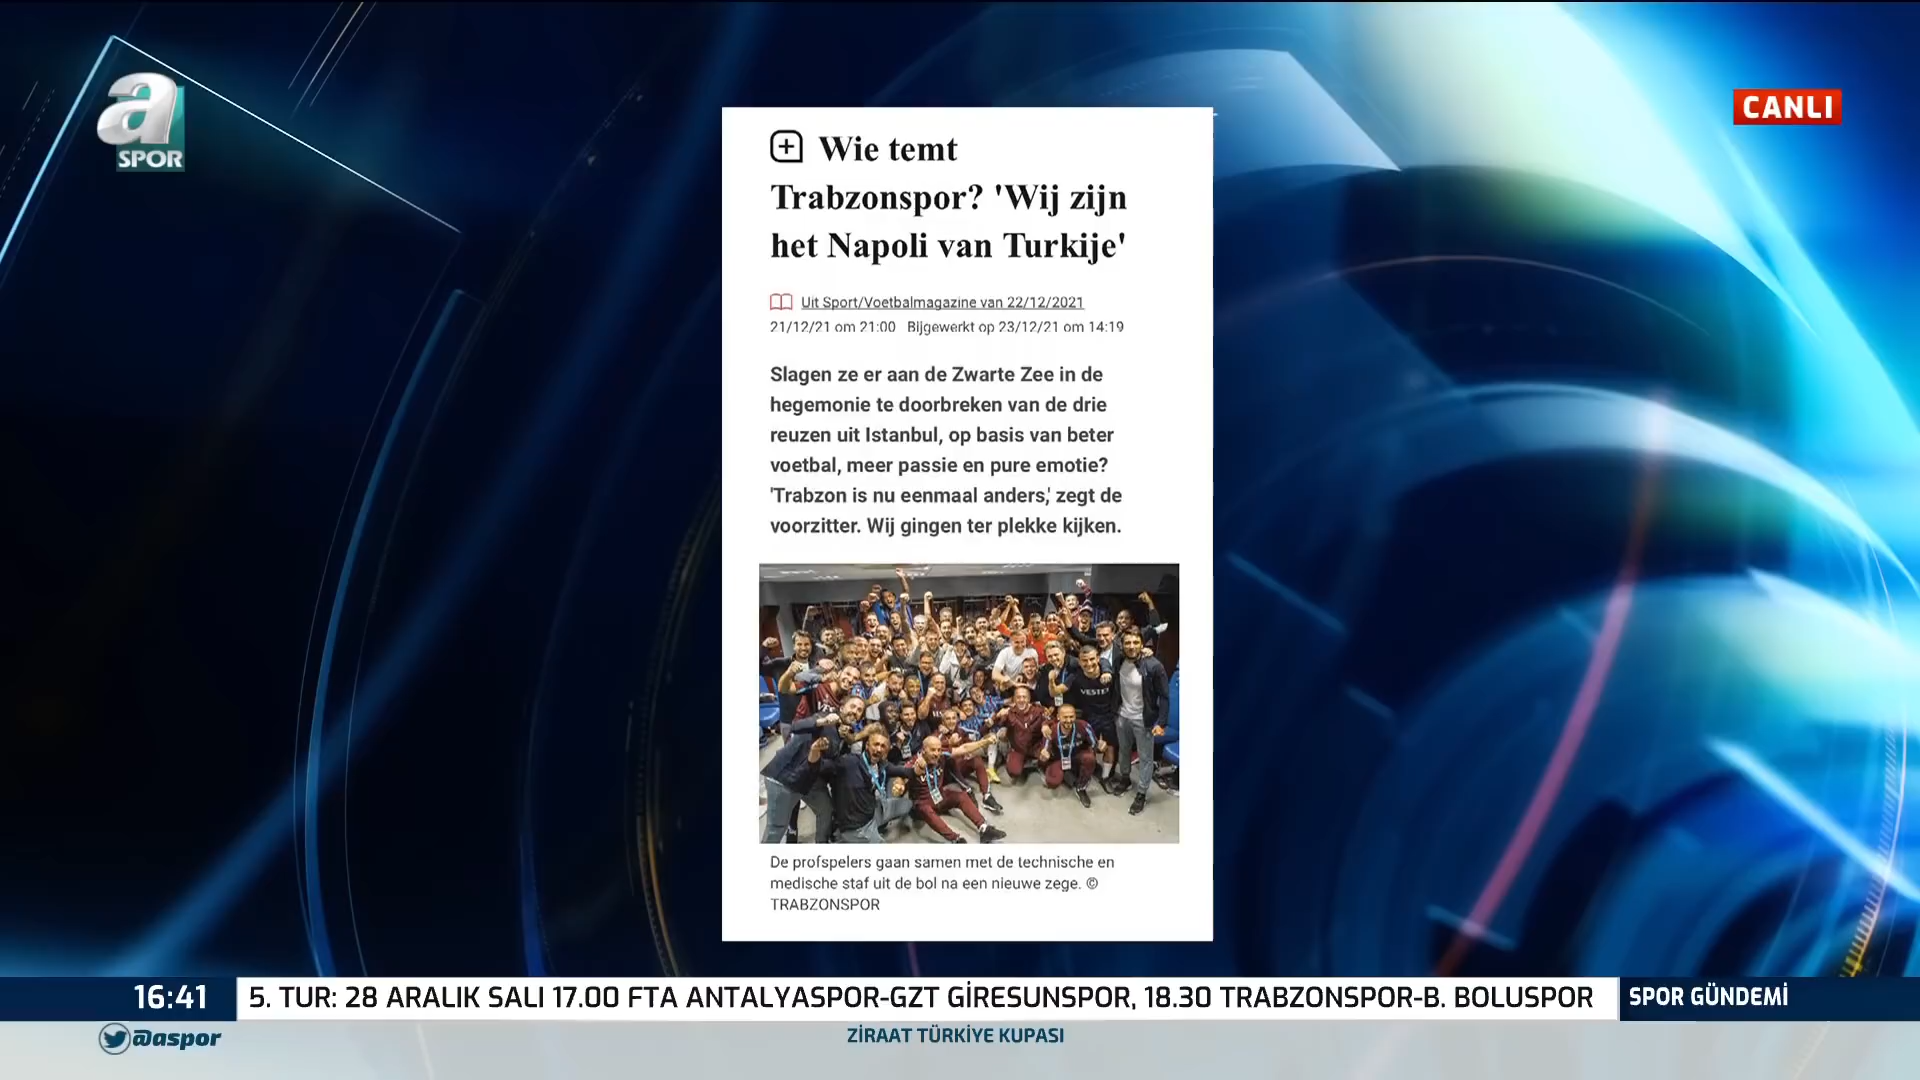 a
SPOR
CANLI
Wie temt
Trabzonspor? 'Wij zijn
het Napoli van Turkije'
Uit Sport/Voetbalmagazine van 22/12/2021
21/12/21 om 21:00 Bijgewerkt op 23/12/21 om 14:19
Slagen ze er aan de Zwarte Zee in de
hegemonie te doorbreken van de drie
reuzen uit Istanbul, op basis van beter
voetbal, meer passie en pure emotie?
'Trabzon is nu eenmaal anders,' zegt de
voorzitter. Wij gingen ter plekke kijken.
VESTEL
De profspelers gaan samen met de technische en
medische staf uit de bol na een nieuwe zege. ©
TRABZONSPOR
16:41 5. TUR: 28 ARALIK SALI 17.00 FTA ANTALYASPOR-GZT GİRESUNSPOR, 18.30 TRABZONSPOR-B. BOLUSPOR SPOR GÜNDEMİ
@aspor ZİRAAT TÜRKİYE KUPASI